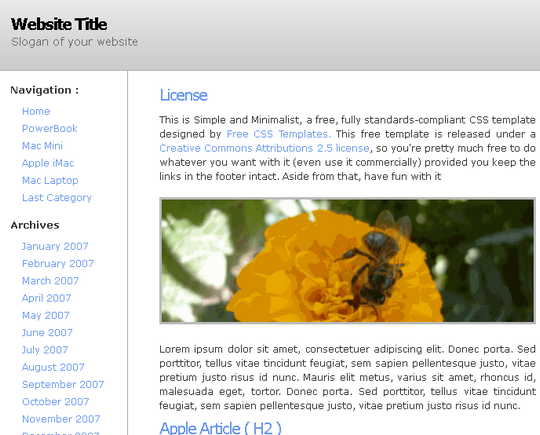 Website Title
Slogan of your website
Navigation :
Home
PowerBook
Mac Mini
Apple iMac
Mac Laptop
Last Category
Archives
January 2007
February 2007
March 2007
April 2007
May 2007
June 2007
July 2007
August 2007
September 2007
October 2007
November 2007
December 2007
License
This is Simple and Minimalist, a free, fully standards-compliant CSS template
designed by Free CSS Templates. This free template is released under a
Creative Commons Attributions 2.5 license, so you're pretty much free to do
whatever you want with it (even use it commercially) provided you keep the
links in the footer intact. Aside from that, have fun with it
Lorem ipsum dolor sit amet, consectetuer adipiscing elit. Donec porta. Sed
porttitor, tellus vitae tincidunt feugiat, sem sapien pellentesque justo, vitae
pretium justo risus id nunc. Mauris elit metus, varius sit amet, rhoncus id,
malesuada eget, tortor. Donec porta. Sed porttitor, tellus vitae tincidunt
feugiat, sem sapien pellentesque justo, vitae pretium justo risus id nunc.
Apple Article ( H2 )